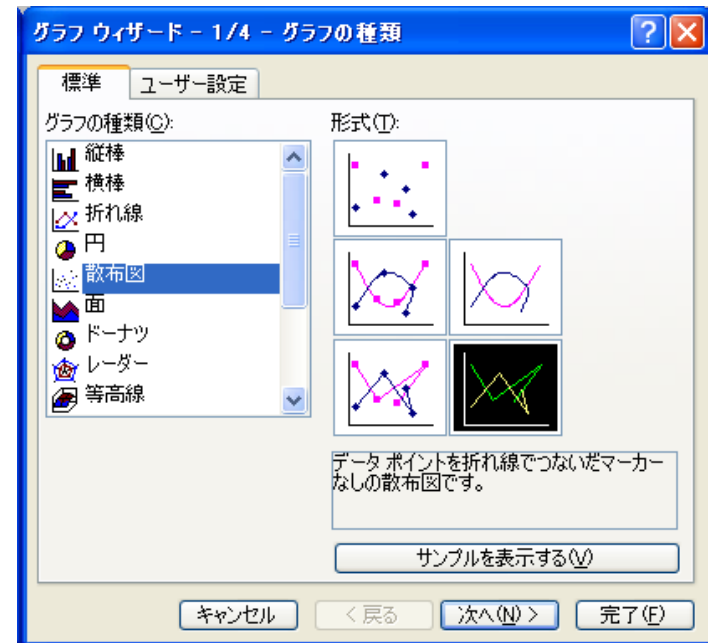 グラフ ウィザード - 1/4 - グラフの種類
標準
ユーザー設定
グラフの種類(C):
縦棒
横棒
折れ線
円
散布図
面
ドーナツ
レーダー
等高線
形式(T):
データ ポイントを折れ線でつないだマーカー
なしの散布図です。
サンプルを表示する(V)
キャンセル
< 戻る
次へ(N) >
完了(F)